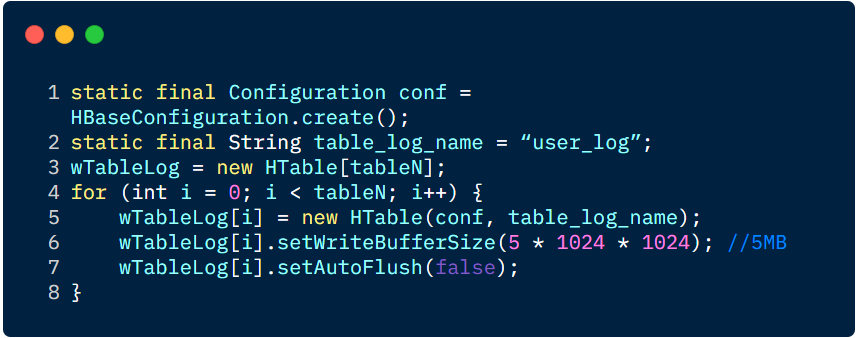 1 static final Configuration conf =
HBaseConfiguration.create();
2 static final String table_log_name = “user_log”;
3 wTableLog = new HTable[tableN];
4 for (int i = 0; i < tableN; i++) {
5     wTableLog[i] = new HTable(conf, table_log_name);
6     wTableLog[i].setWriteBufferSize(5 * 1024 * 1024); //5MB
7     wTableLog[i].setAutoFlush(false);
8 }